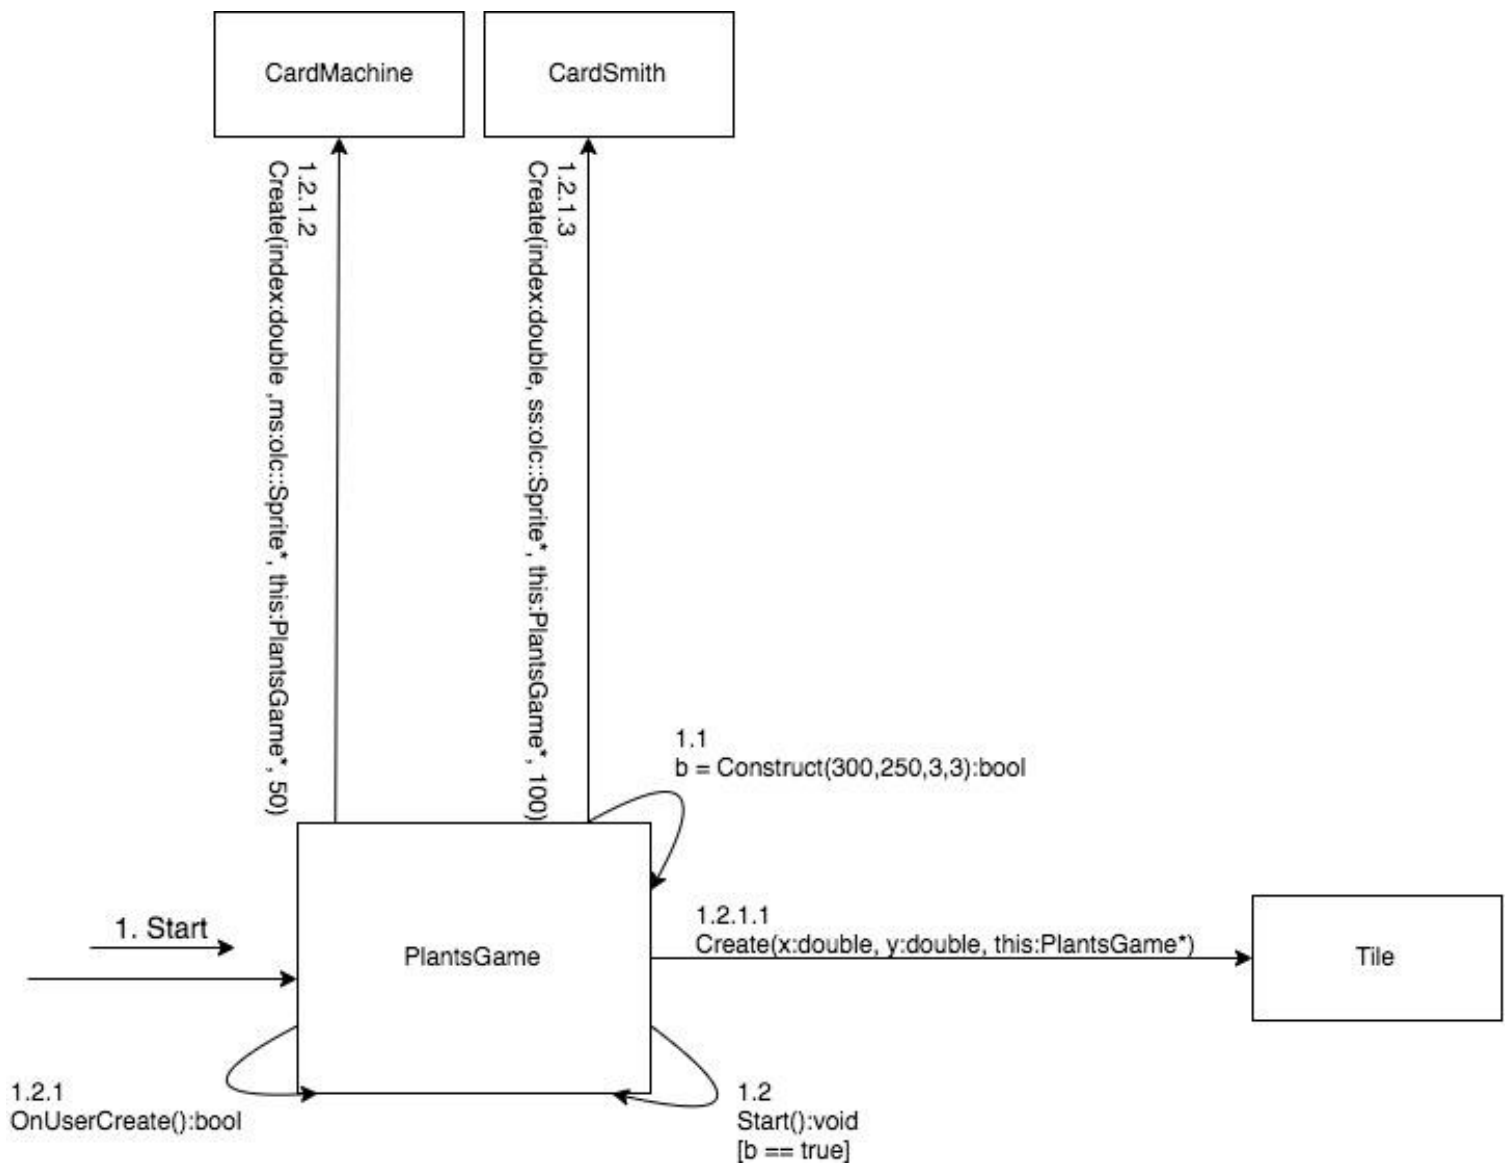 CardMachine
CardSmith
1.2.1.2
Create(index:double ,ms:olc::Sprite*, this:PlantsGame*, 50)
1.2.1.3
Create(index:double, ss:olc::Sprite*, this:PlantsGame*, 100)
1.1
b = Construct(300,250,3,3):bool
1. Start
PlantsGame
1.2.1.1
Create(x:double, y:double, this:PlantsGame*)
Tile
1.2.1
OnUserCreate():bool
1.2
Start():void
[b == true]